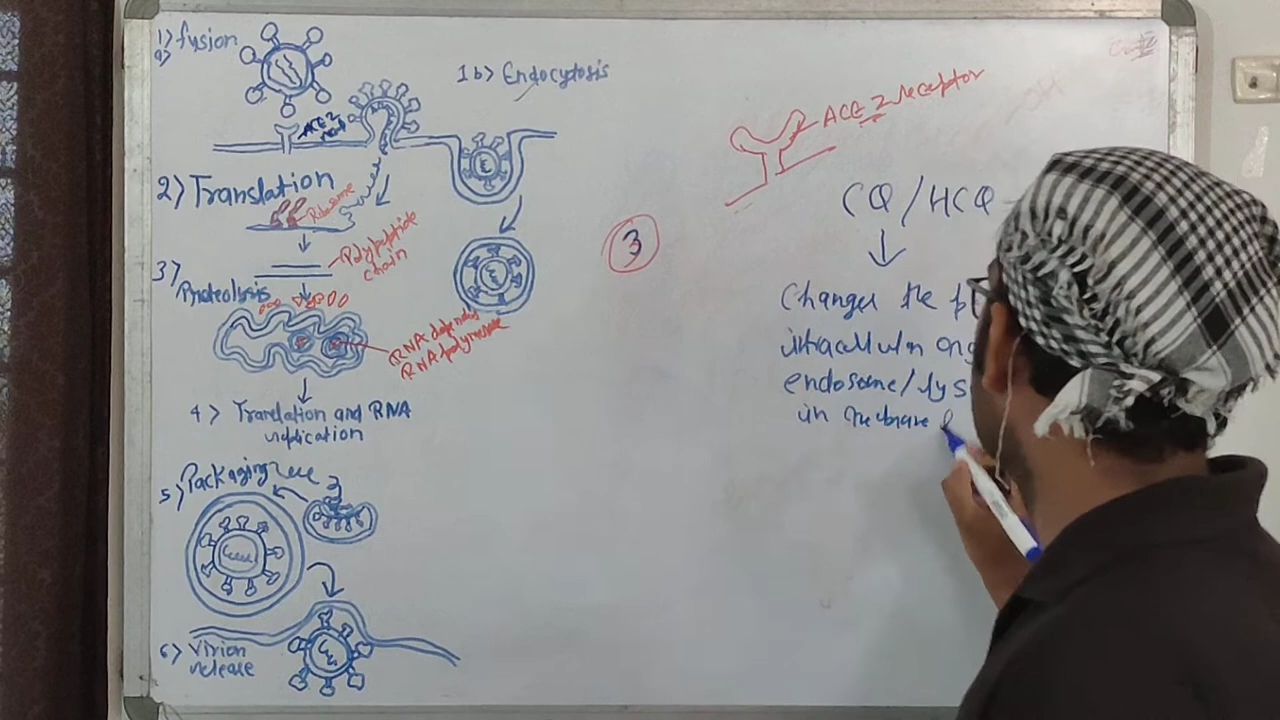 1) fusion
a)
1b) Endocytosis
ACE 2
2) Translation
Ribosome
Polypeptide
chain
3)
Proteolysis
RNA dependent
RNA polymerase
4) Translation and RNA
replication
5) Packaging
6) Virion
release
3
ACE 2 receptor
CQ/HCQ
Changes the p
intracellular org
endosome/lys
in membrane